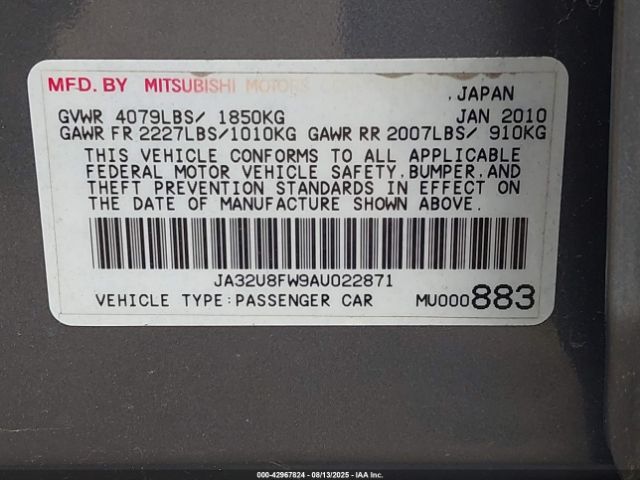 MFD. BY MITSUBISHI MOTORS
, JAPAN
GVWR 4079LBS/ 1850KG JAN 2010
GAWR FR 2227LBS/1010KG GAWR RR 2007LBS/ 910KG
THIS VEHICLE CONFORMS TO ALL APPLICABLE
FEDERAL MOTOR VEHICLE SAFETY,BUMPER,AND
THEFT PREVENTION STANDARDS IN EFFECT ON
THE DATE OF MANUFACTURE SHOWN ABOVE.
JA32U8FW9AU022871
VEHICLE TYPE:PASSENGER CAR MU000883
000-42967824 - 08/13/2025 - IAA Inc.